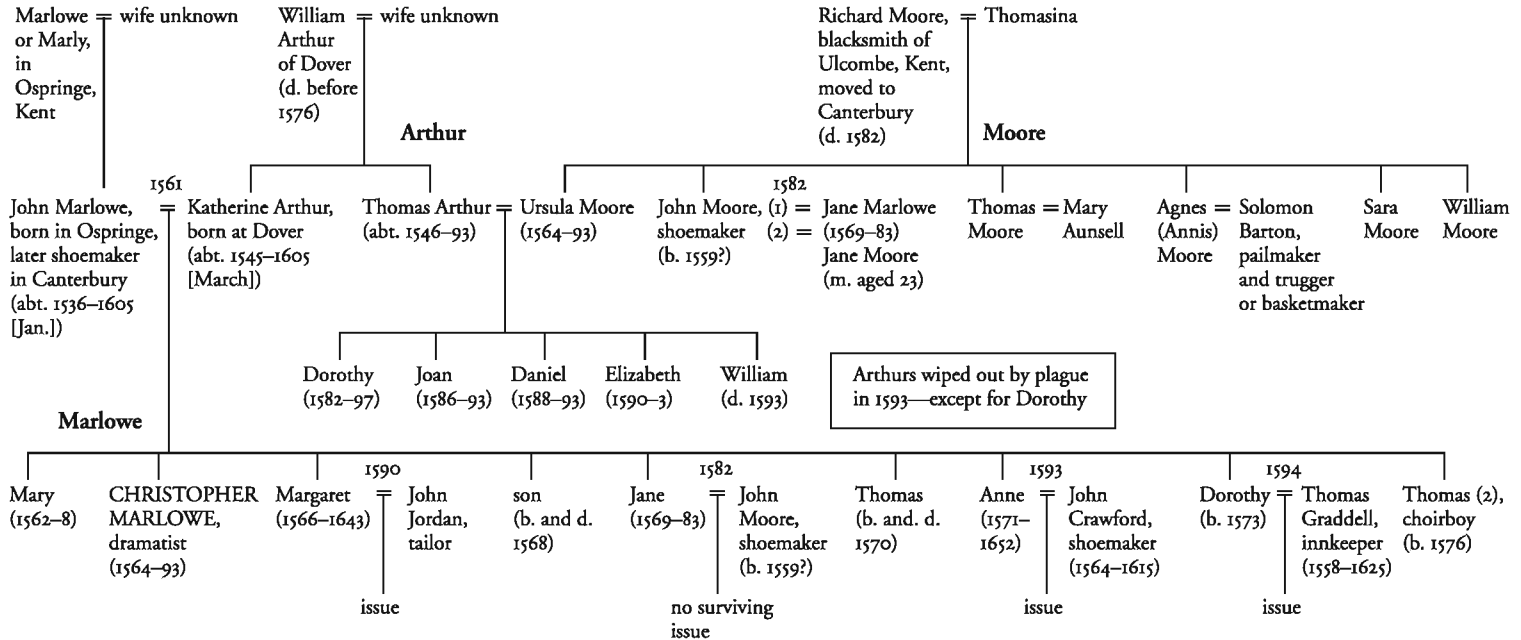 Marlowe = wife unknown
or Marly,
in
Ospringe,
Kent
William = wife unknown
Arthur
of Dover
(d. before
1576)
Richard Moore, = Thomasina
blacksmith of
Ulcombe, Kent,
moved to
Canterbury
(d. 1582)
Arthur
Moore
1561
John Marlowe, =
born in Ospringe,
later shoemaker
in Canterbury
(abt. 1536–1605
[Jan.])
Katherine Arthur,
born at Dover
(abt. 1545–1605
[March])
Thomas Arthur =
(abt. 1546–93)
Ursula Moore
(1564–93)
1582
John Moore, (1) =
shoemaker (2) =
(b. 1559?)
Jane Marlowe
(1569–83)
Jane Moore
(m. aged 23)
Thomas =
Moore
Mary
Aunsell
Agnes =
(Annis)
Moore
Solomon
Barton,
pailmaker
and trugger
or basketmaker
Sara
Moore
William
Moore
Dorothy
(1582–97)
Joan
(1586–93)
Daniel
(1588–93)
Elizabeth
(1590–3)
William
(d. 1593)
Arthurs wiped out by plague
in 1593—except for Dorothy
Marlowe
Mary
(1562–8)
CHRISTOPHER
MARLOWE,
dramatist
(1564–93)
1590
Margaret =
(1566–1643)
John
Jordan,
tailor
issue
son
(b. and d.
1568)
1582
Jane =
(1569–83)
John
Moore,
shoemaker
(b. 1559?)
no surviving
issue
Thomas
(b. and. d.
1570)
1593
Anne =
(1571–
1652)
John
Crawford,
shoemaker
(1564–1615)
issue
1594
Dorothy =
(b. 1573)
Thomas
Graddell,
innkeeper
(1558–1625)
issue
Thomas (2),
choirboy
(b. 1576)